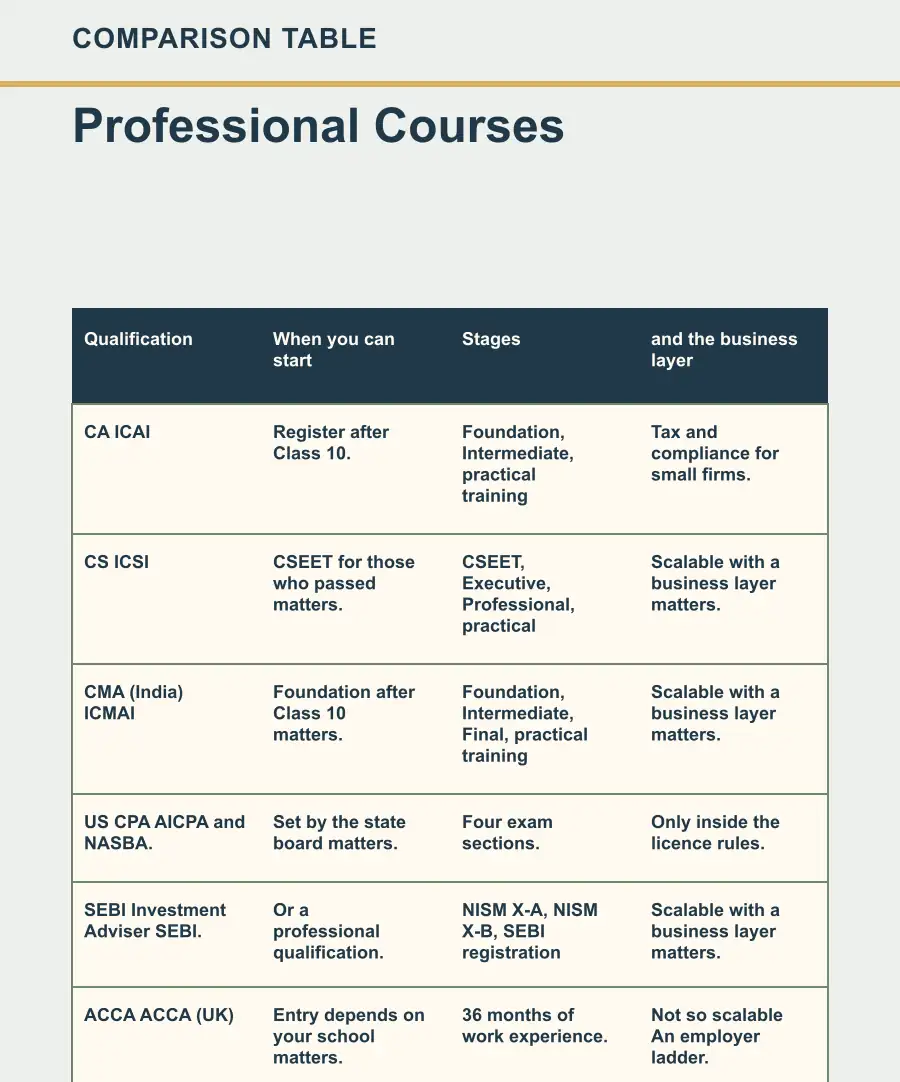 COMPARISON TABLE
Professional Courses
Qualification
When you can
start
Stages
and the business
layer
CA ICAI
Register after
Class 10.
Foundation,
Intermediate,
practical
training
Tax and
compliance for
small firms.
CS ICSI
CSEET for those
who passed
matters.
CSEET,
Executive,
Professional,
practical
Scalable with a
business layer
matters.
CMA (India)
ICMAI
Foundation after
Class 10
matters.
Foundation,
Intermediate,
Final, practical
training
Scalable with a
business layer
matters.
US CPA AICPA and
NASBA.
Set by the state
board matters.
Four exam
sections.
Only inside the
licence rules.
SEBI Investment
Adviser SEBI.
Or a
professional
qualification.
NISM X-A, NISM
X-B, SEBI
registration
Scalable with a
business layer
matters.
ACCA ACCA (UK)
Entry depends on
your school
matters.
36 months of
work experience.
Not so scalable
An employer
ladder.